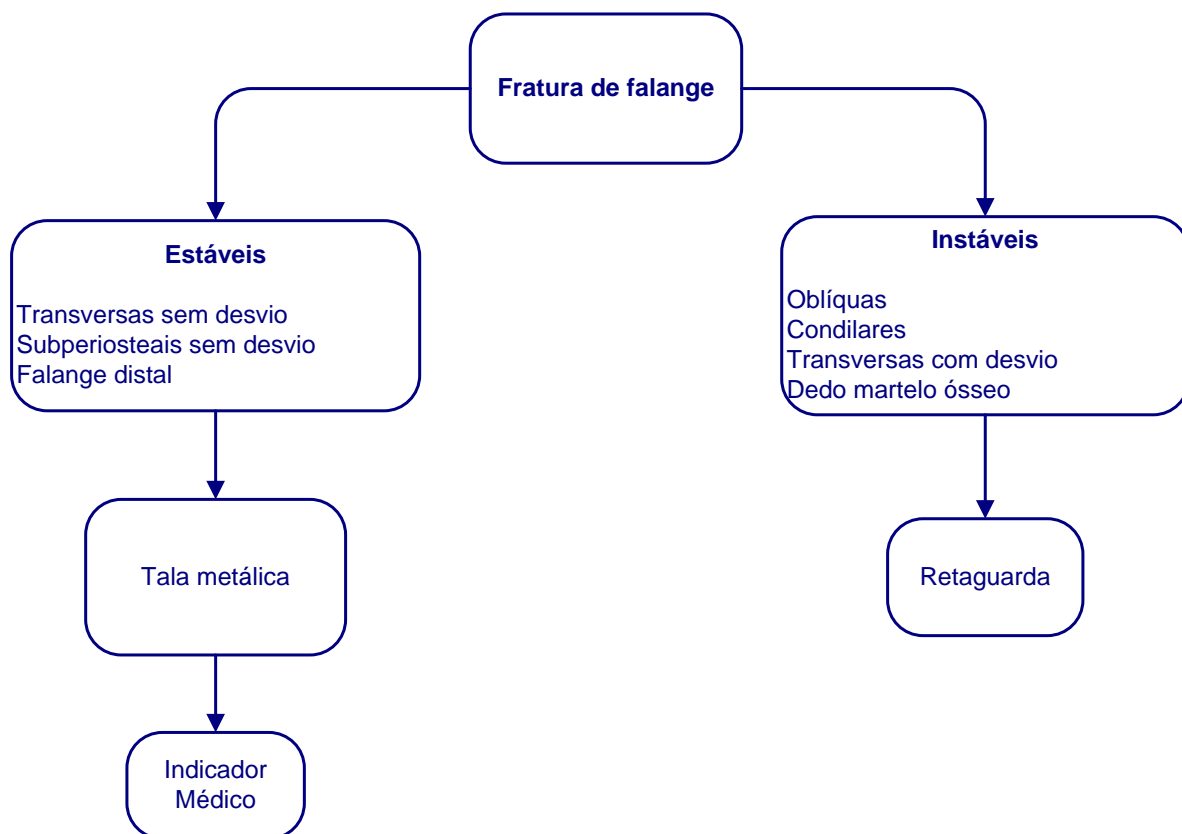 Fratura de falange
Estáveis
Transversas sem desvio
Subperiosteais sem desvio
Falange distal
Instáveis
Oblíquas
Condilares
Transversas com desvio
Dedo martelo ósseo
Tala metálica
Retaguarda
Indicador
Médico